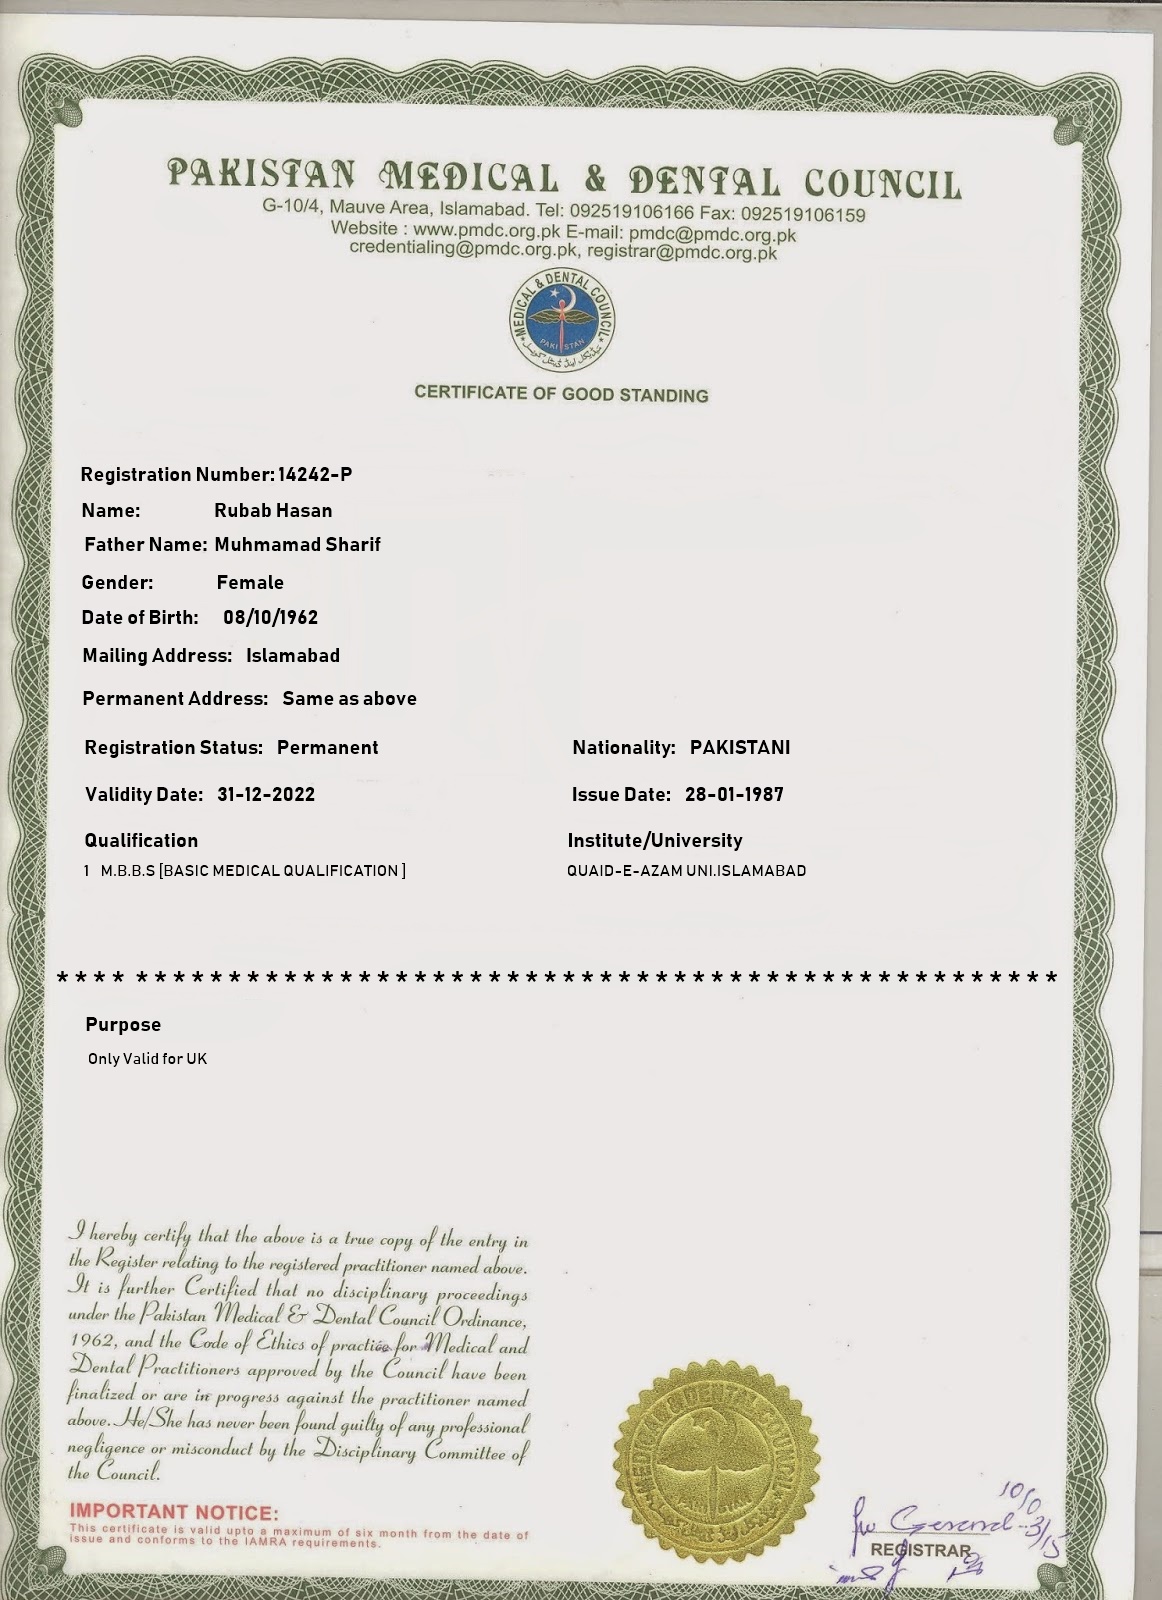 PAKISTAN MEDICAL & DENTAL COUNCIL
G-10/4, Mauve Area, Islamabad. Tel: 092519106166 Fax: 092519106159
Website : www.pmdc.org.pk E-mail: pmdc@pmdc.org.pk
credentialing@pmdc.org.pk, registrar@pmdc.org.pk
MEDICAL & DENTAL COUNCIL
PAKISTAN
CERTIFICATE OF GOOD STANDING
Registration Number: 14242-P
Name: Rubab Hasan
Father Name: Muhmamad Sharif
Gender: Female
Date of Birth: 08/10/1962
Mailing Address: Islamabad
Permanent Address: Same as above
Registration Status: Permanent Nationality: PAKISTANI
Validity Date: 31-12-2022 Issue Date: 28-01-1987
Qualification Institute/University
1 M.B.B.S [BASIC MEDICAL QUALIFICATION ] QUAID-E-AZAM UNI.ISLAMABAD
* * * * * * * * * * * * * * * * * * * * * * * * * * * * * * * * * * * * * * * * * * * * * * * * * * * * * *
Purpose
Only Valid for UK
I hereby certify that the above is a true copy of the entry in
the Register relating to the registered practitioner named above.
It is further Certified that no disciplinary proceedings
under the Pakistan Medical & Dental Council Ordinance,
1962, and the Code of Ethics of practice for Medical and
Dental Practitioners approved by the Council have been
finalized or are in progress against the practitioner named
above. He/She has never been found guilty of any professional
negligence or misconduct by the Disciplinary Committee of
the Council.
IMPORTANT NOTICE:
This certificate is valid upto a maximum of six month from the date of
issue and conforms to the IAMRA requirements.
MEDICAL & DENTAL COUNCIL
REGISTRAR